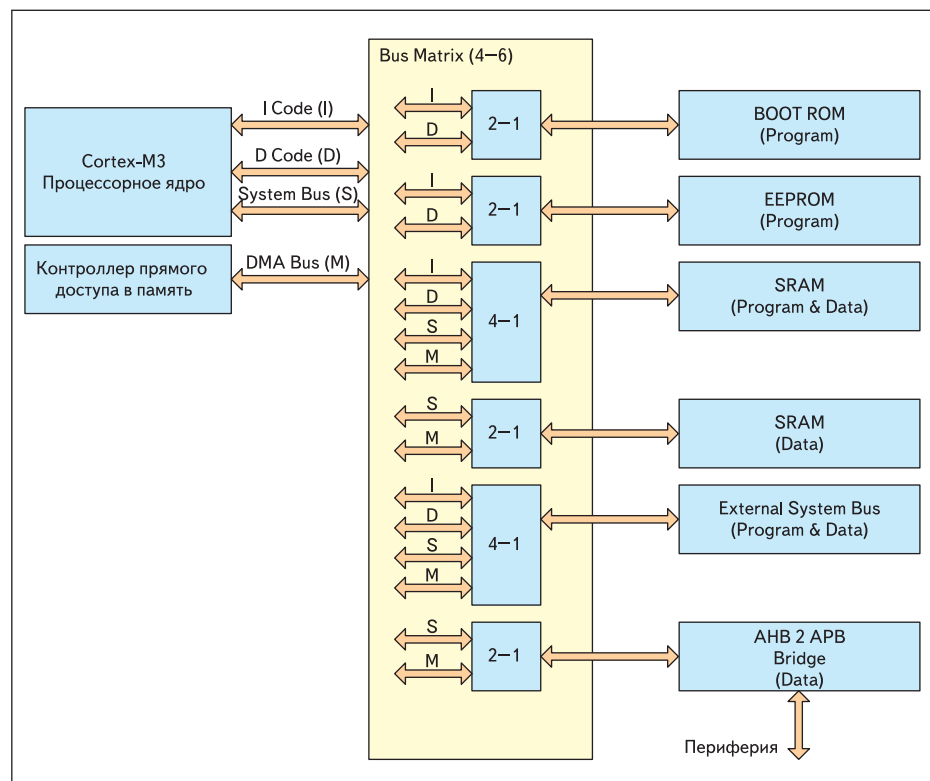 Bus Matrix (4–6)
I Code (I)
D Code (D)
System Bus (S)
DMA Bus (M)
Cortex-M3
Процессорное ядро
Контроллер прямого
доступа в память
I
D
2–1
BOOT ROM
(Program)
I
D
2–1
EEPROM
(Program)
I
D
S
M
4–1
SRAM
(Program & Data)
S
M
2–1
SRAM
(Data)
I
D
S
M
4–1
External System Bus
(Program & Data)
S
M
2–1
AHB 2 APB
Bridge
(Data)
Периферия